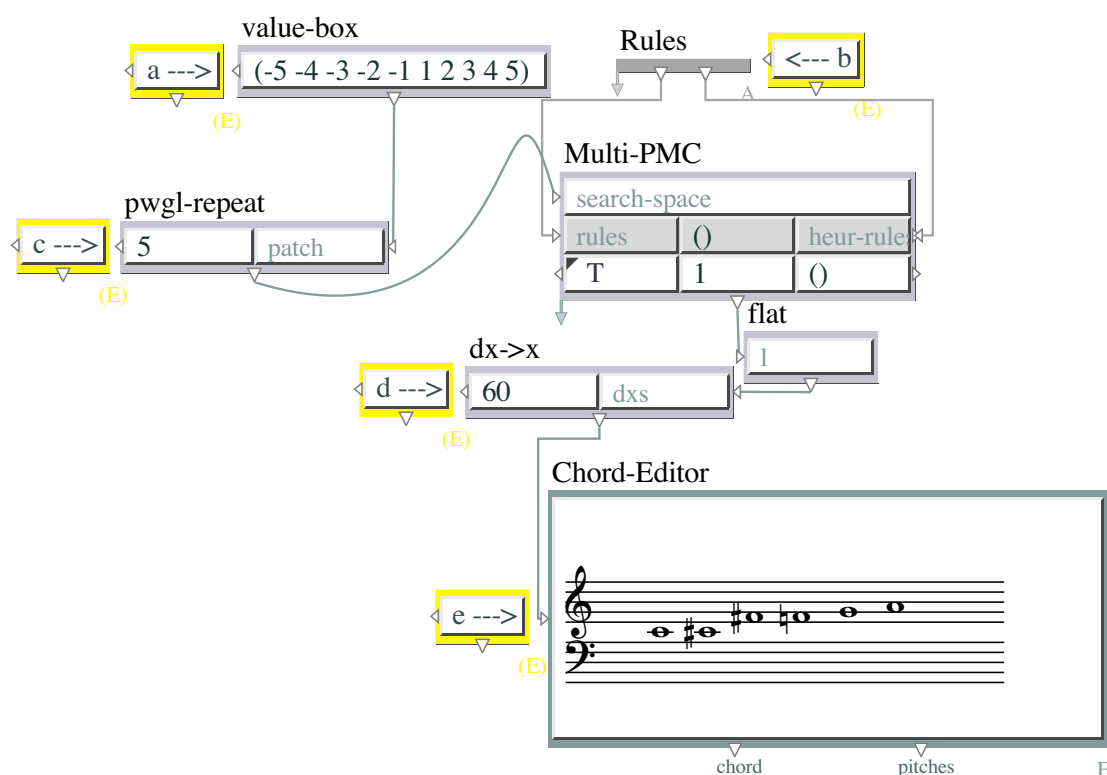 value-box
a --->
(-5 -4 -3 -2 -1 1 2 3 4 5)
(E)
Rules
<--- b
A
(E)
Multi-PMC
search-space
rules
()
heur-rules
T
1
()
pwgl-repeat
c --->
5
patch
(E)
flat
l
dx->x
d --->
60
dxs
(E)
Chord-Editor
e --->
(E)
chord
pitches
E